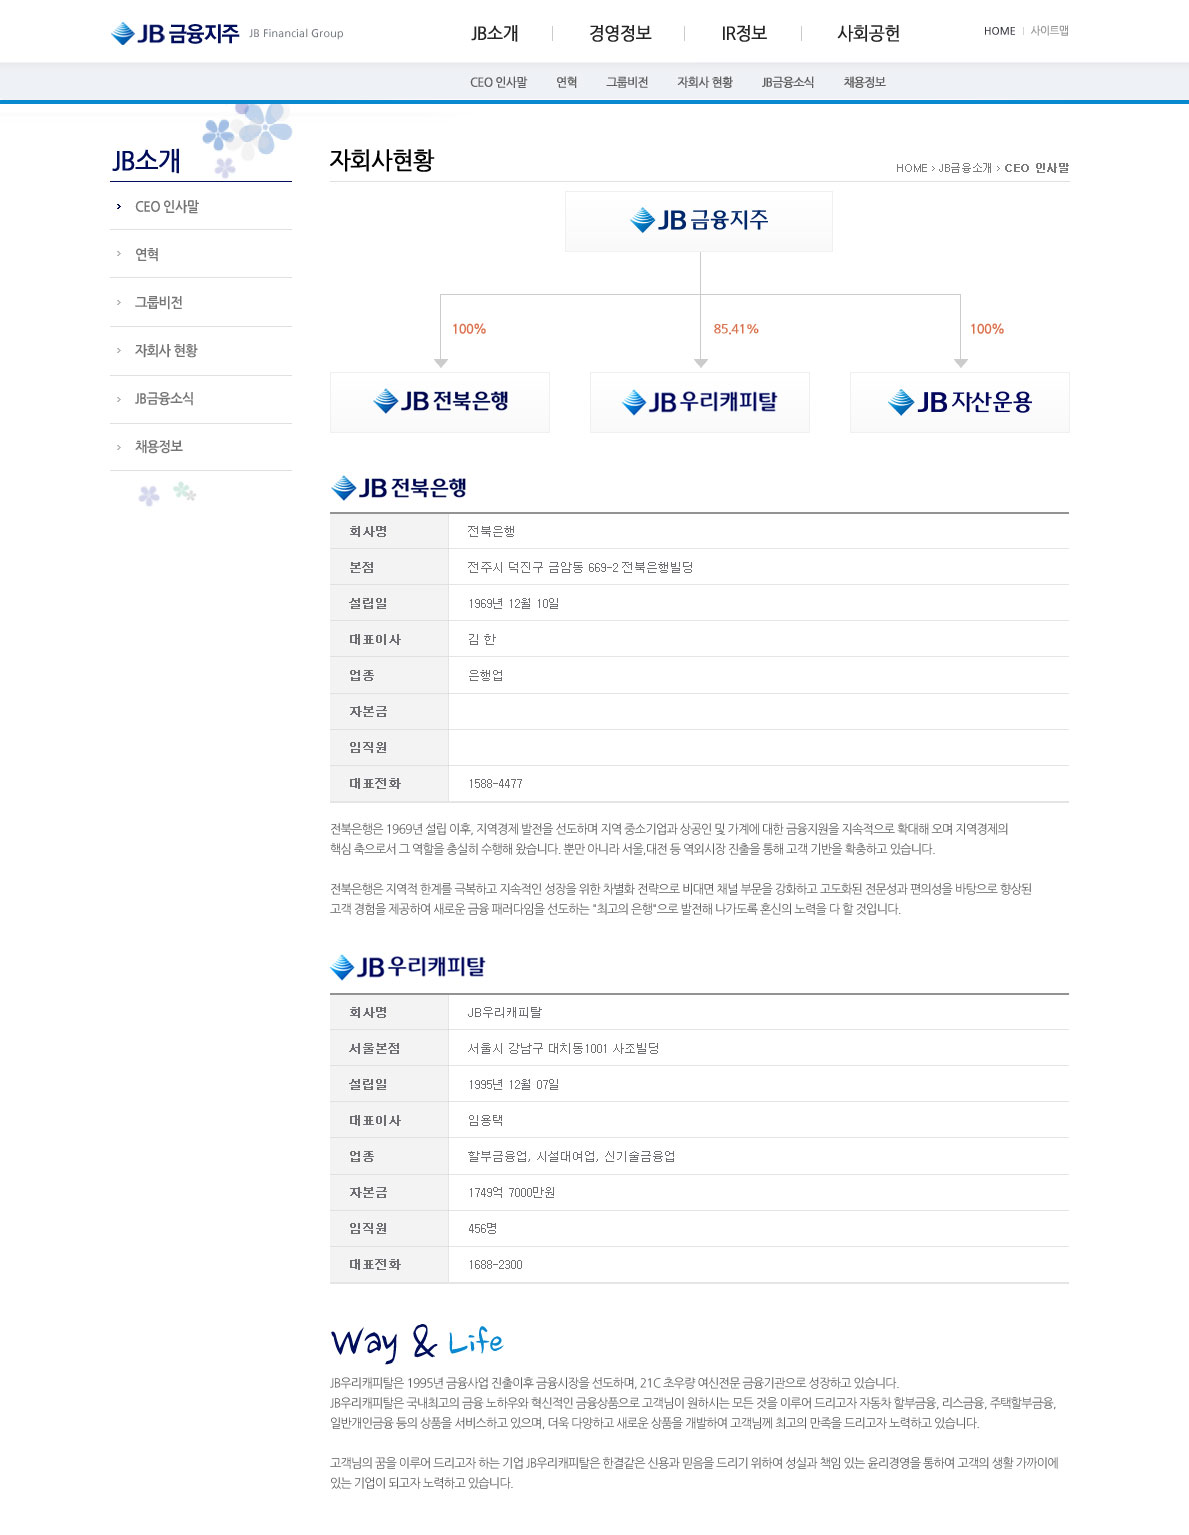 JB 금융지주 JB Financial Group
JB소개 경영정보 IR정보 사회공헌
HOME 사이트맵
CEO 인사말 연혁 그룹비전 자회사 현황 JB금융소식 채용정보
JB소개
CEO 인사말
연혁
그룹비전
자회사 현황
JB금융소식
채용정보
자회사현황
HOME > JB금융소개 > CEO 인사말
JB 금융지주
100% 85.41% 100%
JB 전북은행 JB 우리캐피탈 JB 자산운용
JB 전북은행
회사명 전북은행
본점 전주시 덕진구 금암동 669-2 전북은행빌딩
설립일 1969년 12월 10일
대표이사 김 한
업종 은행업
자본금
임직원
대표전화 1588-4477
전북은행은 1969년 설립 이후, 지역경제 발전을 선도하며 지역 중소기업과 상공인 및 가계에 대한 금융지원을 지속적으로 확대해 오며 지역경제의
핵심 축으로서 그 역할을 충실히 수행해 왔습니다. 뿐만 아니라 서울,대전 등 역외시장 진출을 통해 고객 기반을 확충하고 있습니다.
전북은행은 지역적 한계를 극복하고 지속적인 성장을 위한 차별화 전략으로 비대면 채널 부문을 강화하고 고도화된 전문성과 편의성을 바탕으로 향상된
고객 경험을 제공하여 새로운 금융 패러다임을 선도하는 "최고의 은행"으로 발전해 나가도록 혼신의 노력을 다 할 것입니다.
JB 우리캐피탈
회사명 JB우리캐피탈
서울본점 서울시 강남구 대치동1001 사조빌딩
설립일 1995년 12월 07일
대표이사 임용택
업종 할부금융업, 시설대여업, 신기술금융업
자본금 1749억 7000만원
임직원 456명
대표전화 1688-2300
Way & Life
JB우리캐피탈은 1995년 금융사업 진출이후 금융시장을 선도하며, 21C 초우량 여신전문 금융기관으로 성장하고 있습니다.
JB우리캐피탈은 국내최고의 금융 노하우와 혁신적인 금융상품으로 고객님이 원하시는 모든 것을 이루어 드리고자 자동차 할부금융, 리스금융, 주택할부금융,
일반개인금융 등의 상품을 서비스하고 있으며, 더욱 다양하고 새로운 상품을 개발하여 고객님께 최고의 만족을 드리고자 노력하고 있습니다.
고객님의 꿈을 이루어 드리고자 하는 기업 JB우리캐피탈은 한결같은 신용과 믿음을 드리기 위하여 성실과 책임 있는 윤리경영을 통하여 고객의 생활 가까이에
있는 기업이 되고자 노력하고 있습니다.